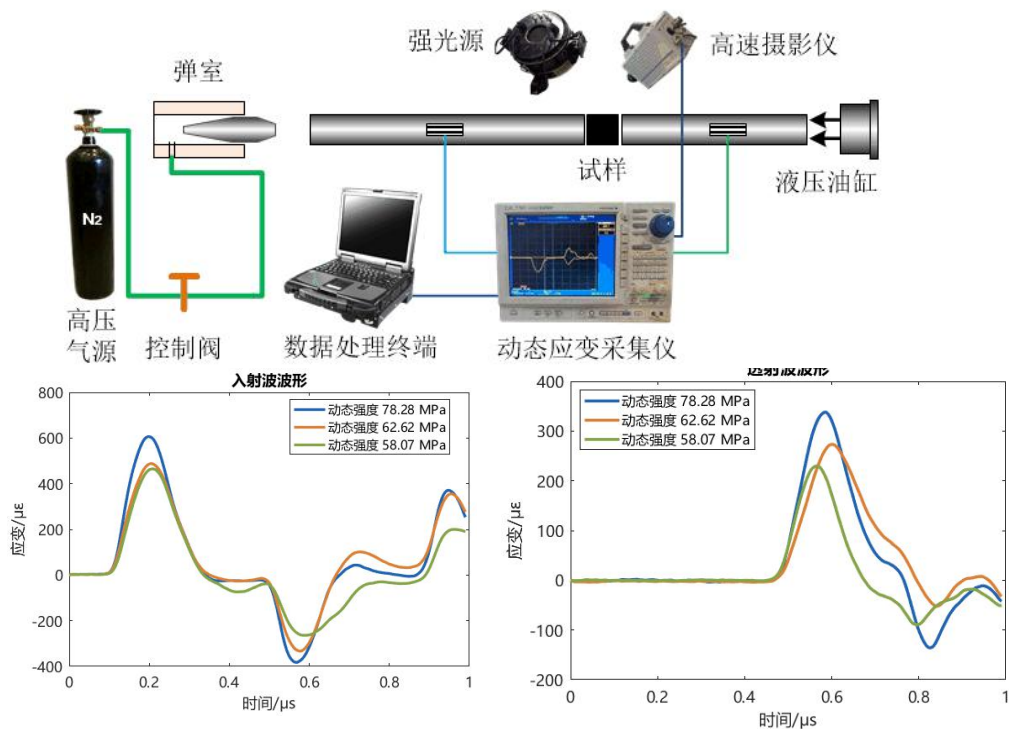 强光源
高速摄影仪
弹室
试样
液压油缸
N2
高压
气源
控制阀
数据处理终端
动态应变采集仪
入射波波形
800
600
400
200
0
-200
-400
0
0.2
0.4
0.6
0.8
1
应变/με
时间/μs
动态强度 78.28 MPa
动态强度 62.62 MPa
动态强度 58.07 MPa
透射波波形
400
300
200
100
0
-100
-200
0
0.2
0.4
0.6
0.8
1
应变/με
时间/μs
动态强度 78.28 MPa
动态强度 62.62 MPa
动态强度 58.07 MPa